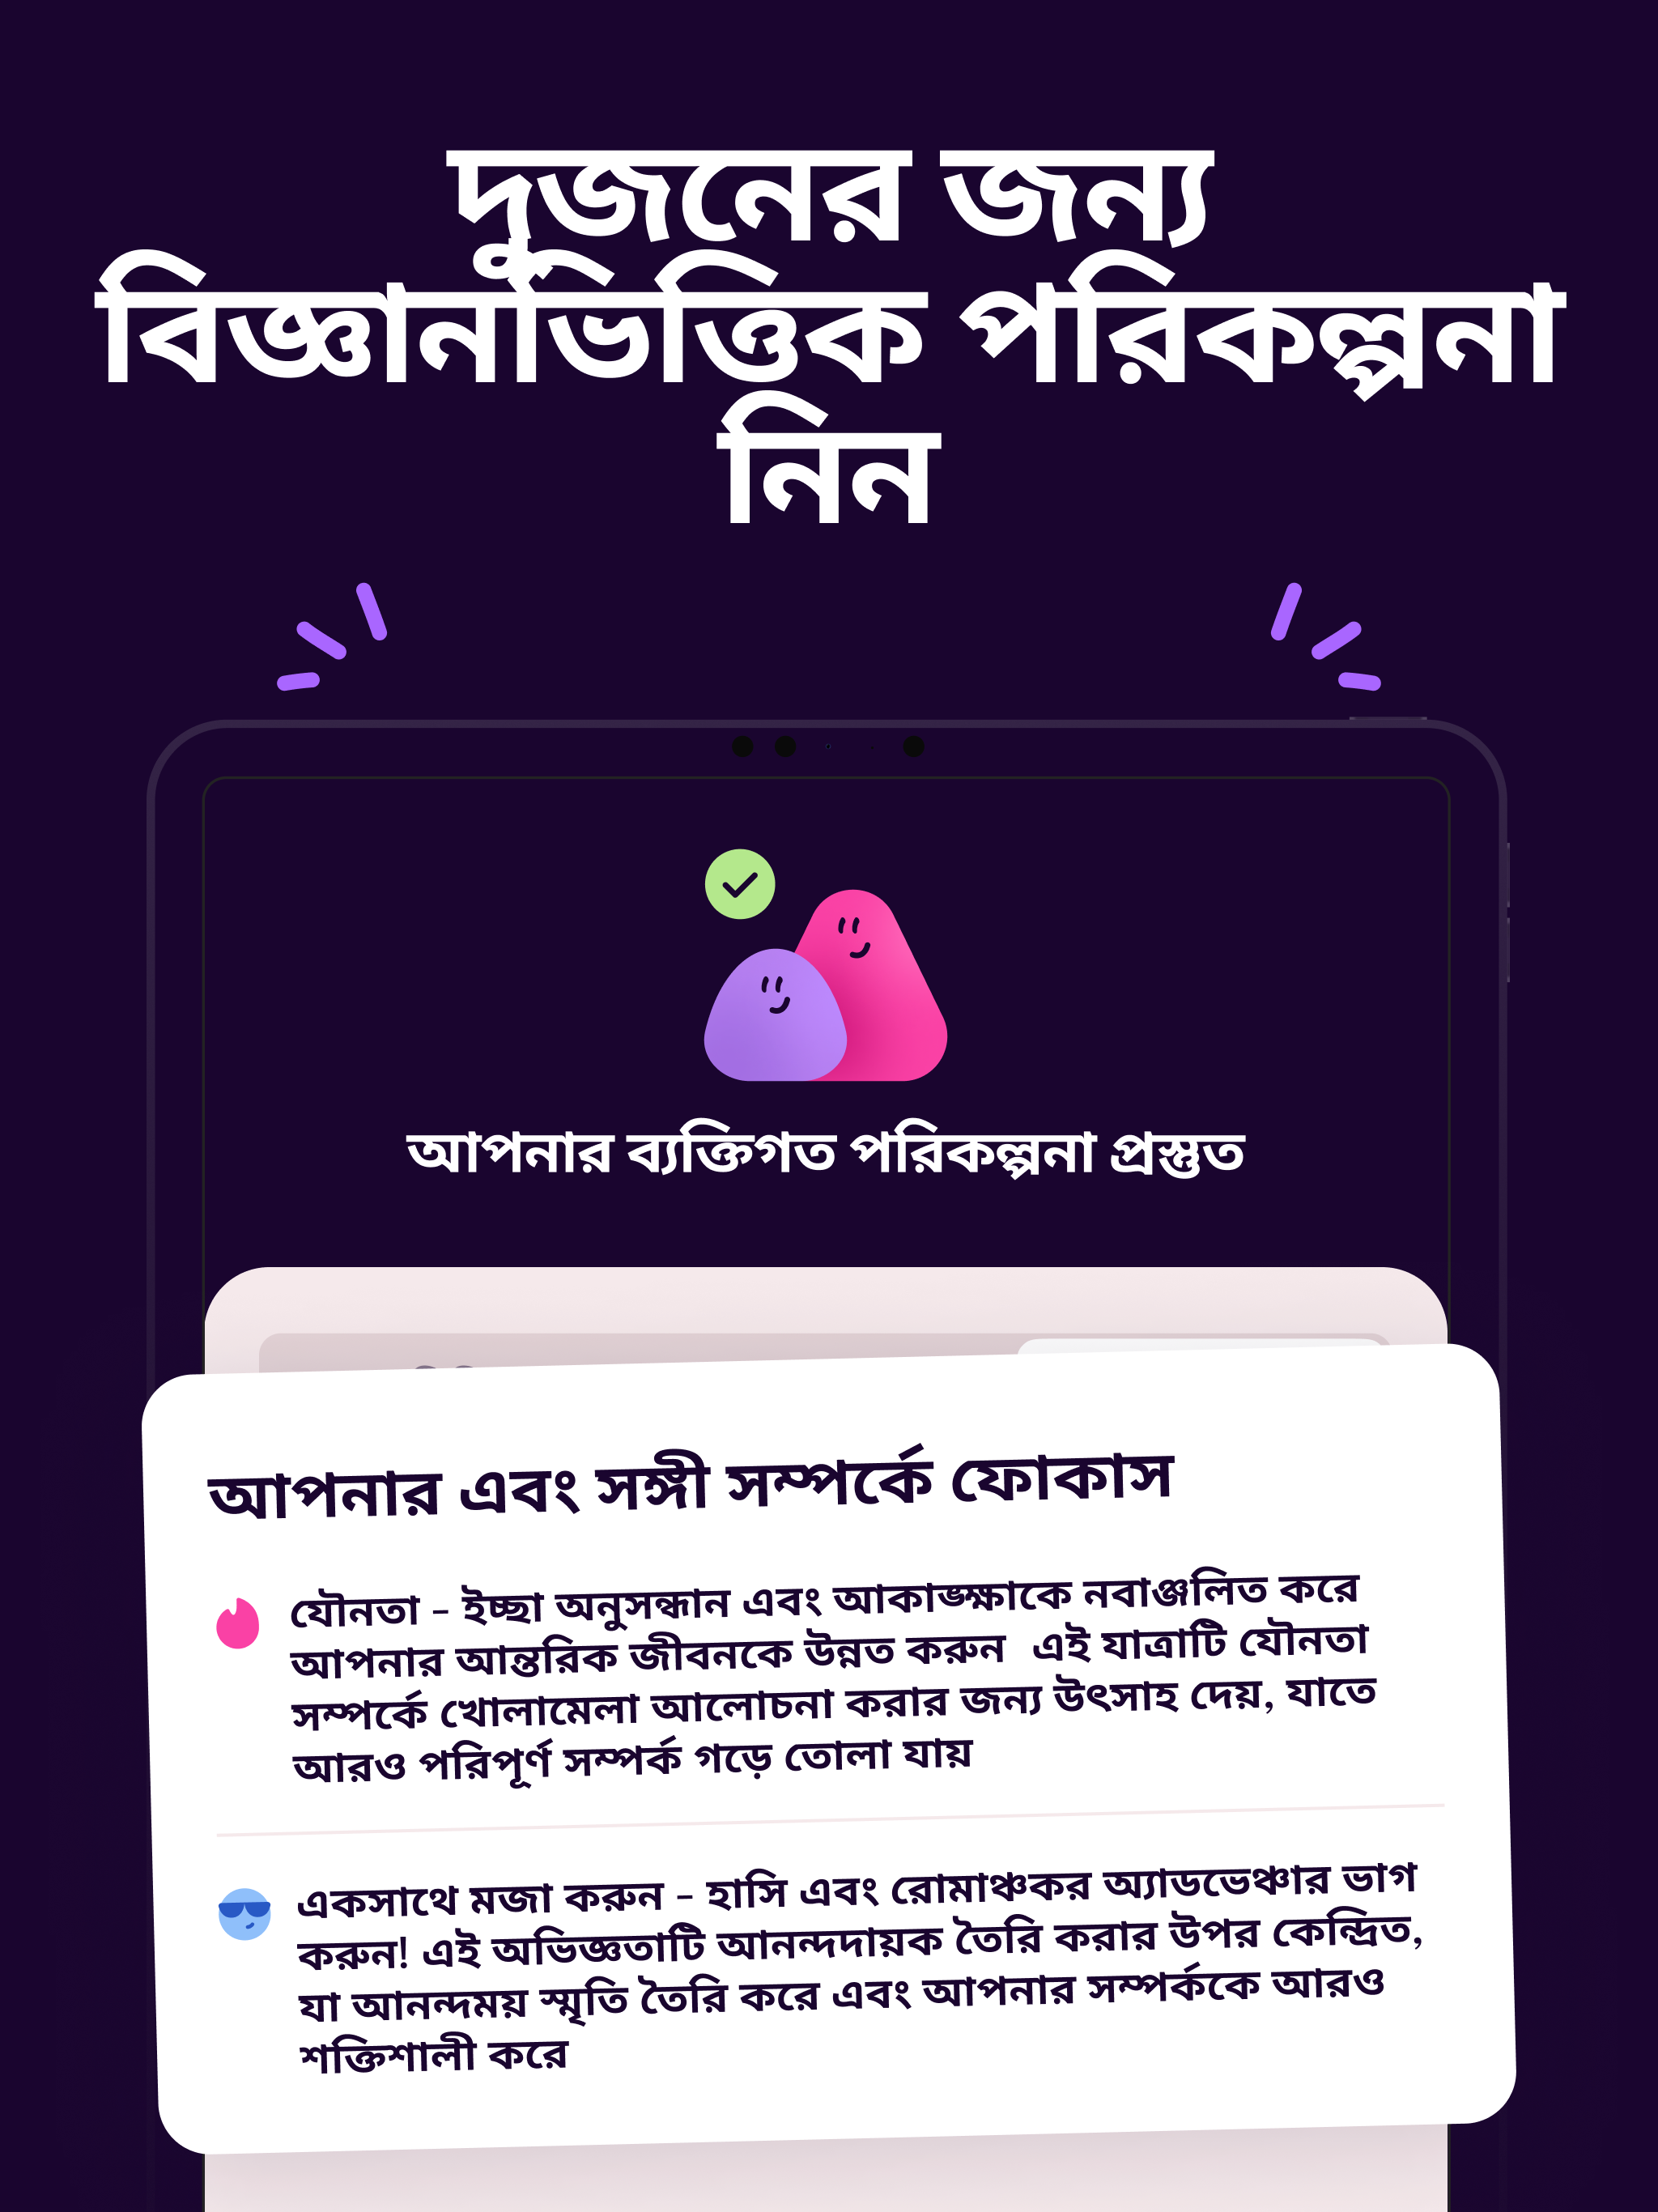 দুজনের জন্য
বিজ্ঞানভিত্তিক পরিকল্পনা
নিন
আপনার ব্যক্তিগত পরিকল্পনা প্রস্তুত
আপনার এবং সঙ্গী সম্পর্কে ফোকাস
যৌনতা – ইচ্ছা অনুসন্ধান এবং আকাঙ্ক্ষাকে নবাঞ্জলিত করে
আপনার আন্তরিক জীবনকে উন্নত করুন এই যাত্রাটি যৌনতা
সম্পর্কে খোলামেলা আলোচনা করার জন্য উৎসাহ দেয়, যাতে
আরও পরিপূর্ণ সম্পর্ক গড়ে তোলা যায়
একসাথে মজা করুন – হাসি এবং রোমাঞ্চকর অ্যাডভেঞ্চার ভাগ
করুন! এই অভিজ্ঞতাটি আনন্দদায়ক তৈরি করার উপর কেন্দ্রিত,
যা আনন্দময় স্মৃতি তৈরি করে এবং আপনার সম্পর্ককে আরও
শক্তিশালী করে